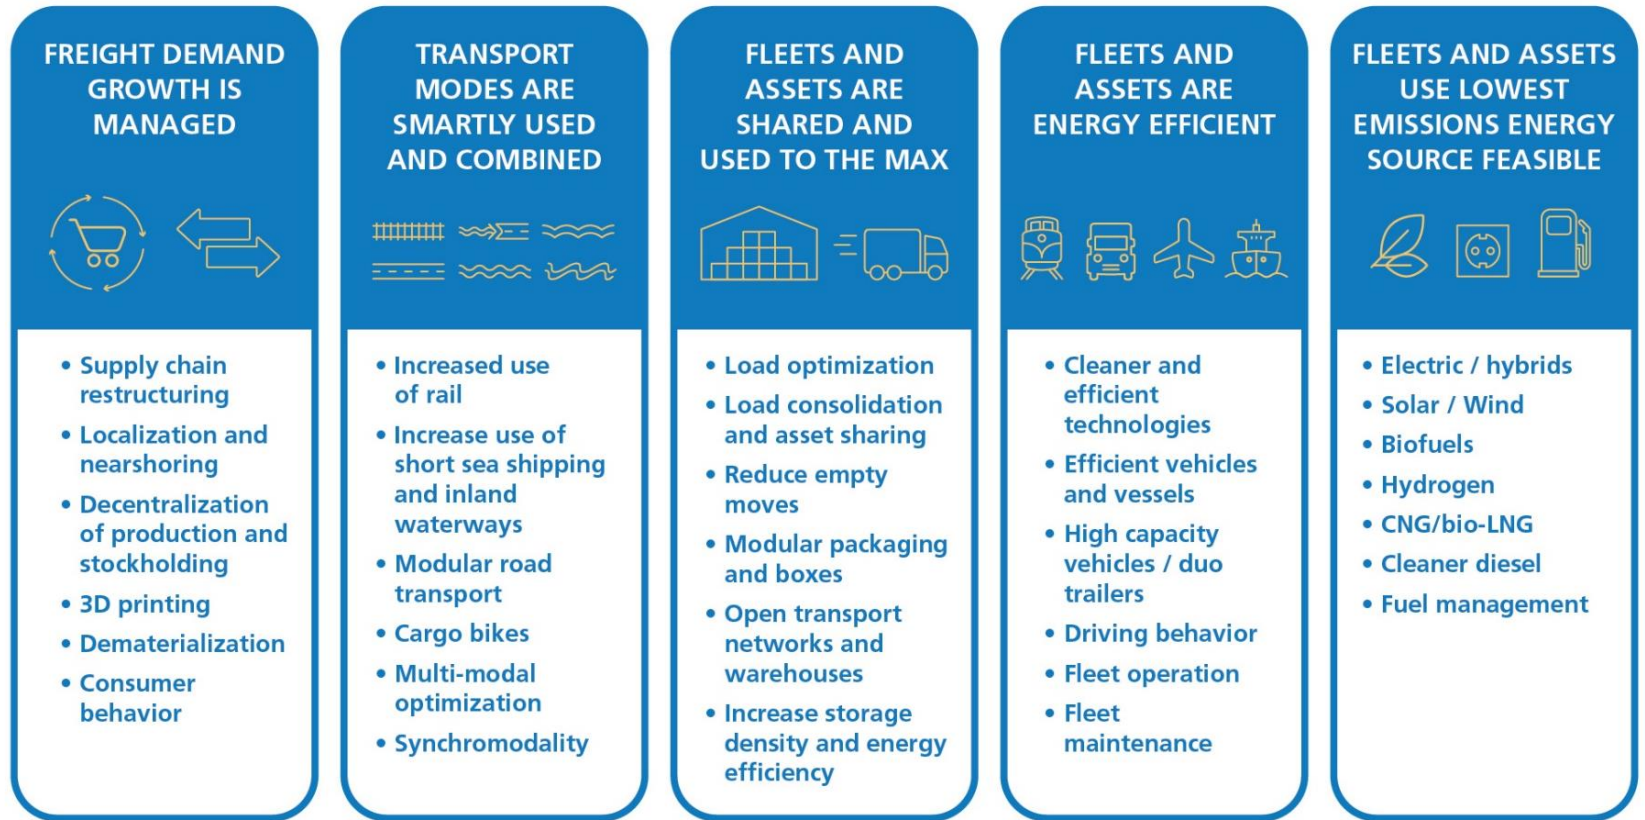 FREIGHT DEMAND
GROWTH IS
MANAGED
• Supply chain
restructuring
• Localization and
nearshoring
• Decentralization
of production and
stockholding
• 3D printing
• Dematerialization
• Consumer
behavior
TRANSPORT
MODES ARE
SMARTLY USED
AND COMBINED
• Increased use
of rail
• Increase use of
short sea shipping
and inland
waterways
• Modular road
transport
• Cargo bikes
• Multi-modal
optimization
• Synchromodality
FLEETS AND
ASSETS ARE
SHARED AND
USED TO THE MAX
• Load optimization
• Load consolidation
and asset sharing
• Reduce empty
moves
• Modular packaging
and boxes
• Open transport
networks and
warehouses
• Increase storage
density and energy
efficiency
FLEETS AND
ASSETS ARE
ENERGY EFFICIENT
• Cleaner and
efficient
technologies
• Efficient vehicles
and vessels
• High capacity
vehicles / duo
trailers
• Driving behavior
• Fleet operation
• Fleet
maintenance
FLEETS AND ASSETS
USE LOWEST
EMISSIONS ENERGY
SOURCE FEASIBLE
• Electric / hybrids
• Solar / Wind
• Biofuels
• Hydrogen
• CNG/bio-LNG
• Cleaner diesel
• Fuel management